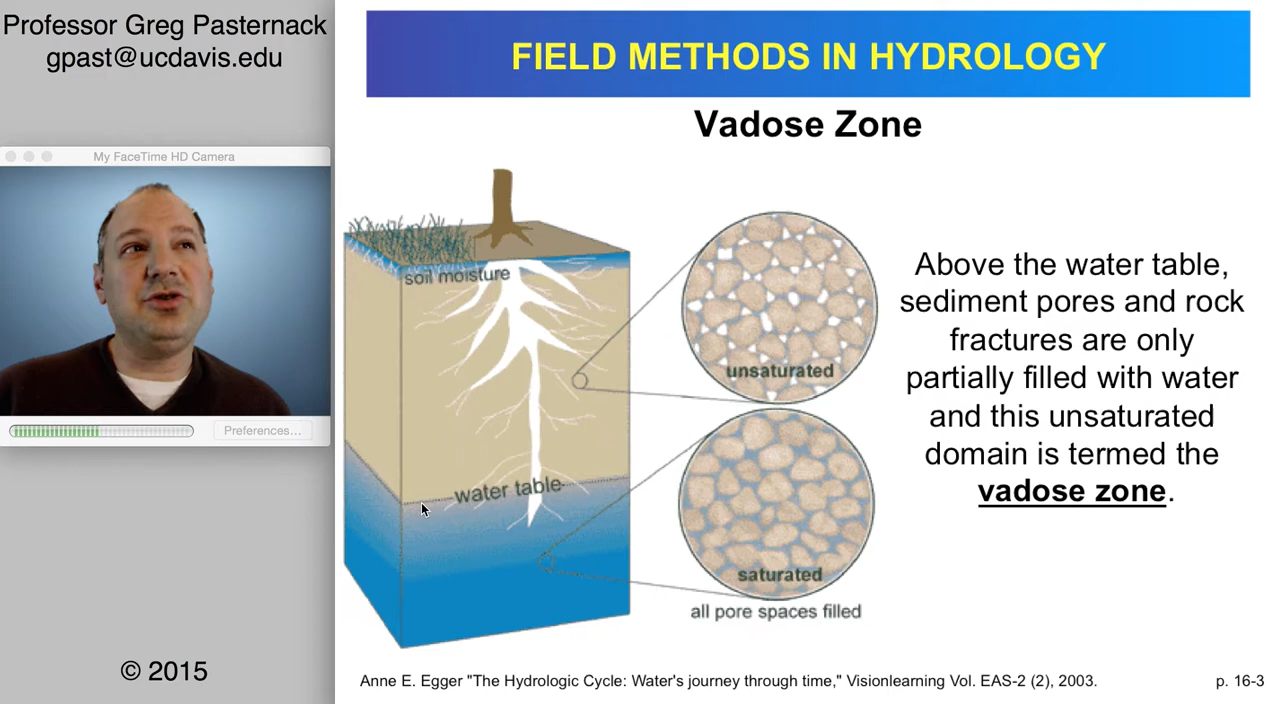 Professor Greg Pasternack
gpast@ucdavis.edu
My FaceTime HD Camera
Preferences...
© 2015
FIELD METHODS IN HYDROLOGY
Vadose Zone
soil moisture
water table
unsaturated
saturated
all pore spaces filled
Above the water table,
sediment pores and rock
fractures are only
partially filled with water
and this unsaturated
domain is termed the
vadose zone.
Anne E. Egger "The Hydrologic Cycle: Water's journey through time," Visionlearning Vol. EAS-2 (2), 2003.
p. 16-3